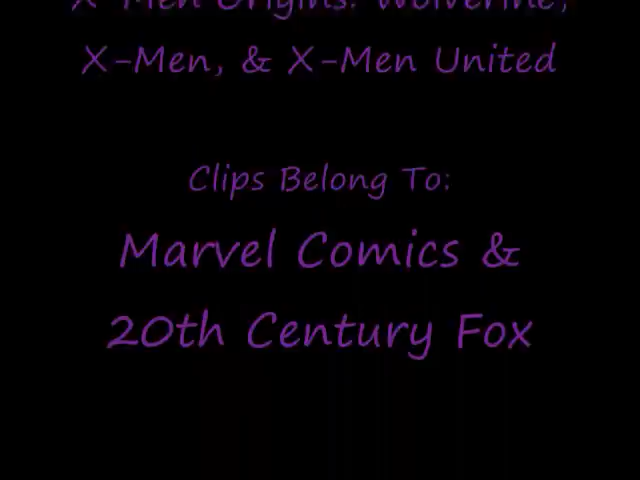 X-Men Origins: Wolverine,
X-Men, & X-Men United
Clips Belong To:
Marvel Comics &
20th Century Fox